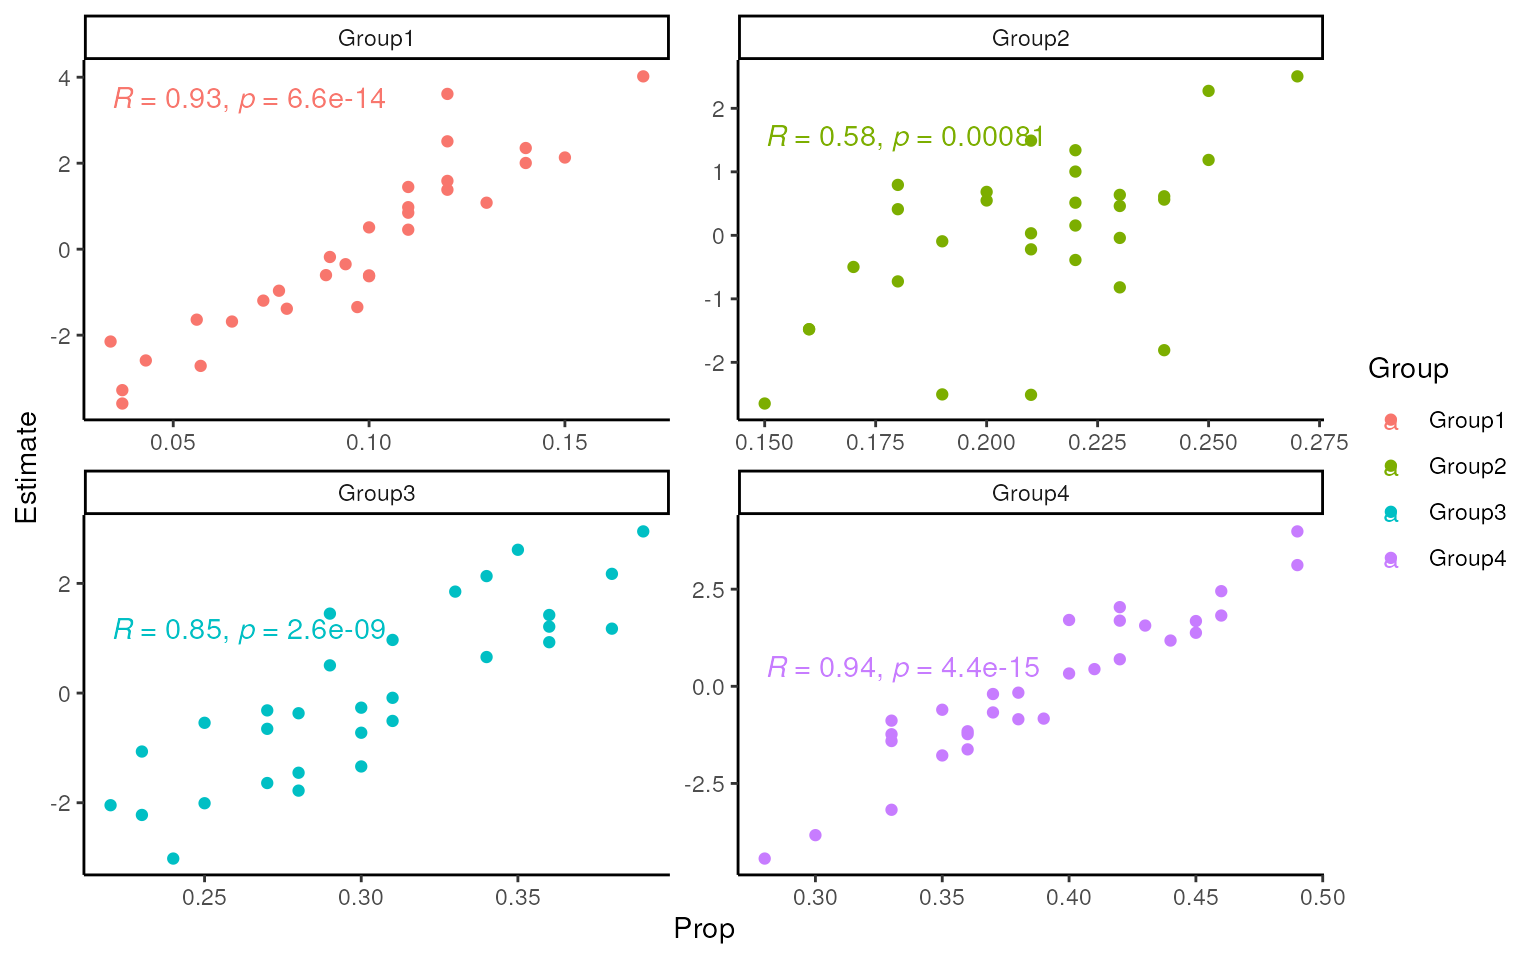 Group1
Group2
4
2
0
-2
R = 0.93, p = 6.6e-14
2
1
0
-1
-2
R = 0.58, p = 0.00081
0.05 0.10 0.15
0.150 0.175 0.200 0.225 0.250 0.275
Estimate
Group3
Group4
2
0
-2
R = 0.85, p = 2.6e-09
2.5
0.0
-2.5
R = 0.94, p = 4.4e-15
0.25 0.30 0.35
0.30 0.35 0.40 0.45 0.50
Prop
Group
a Group1
a Group2
a Group3
a Group4